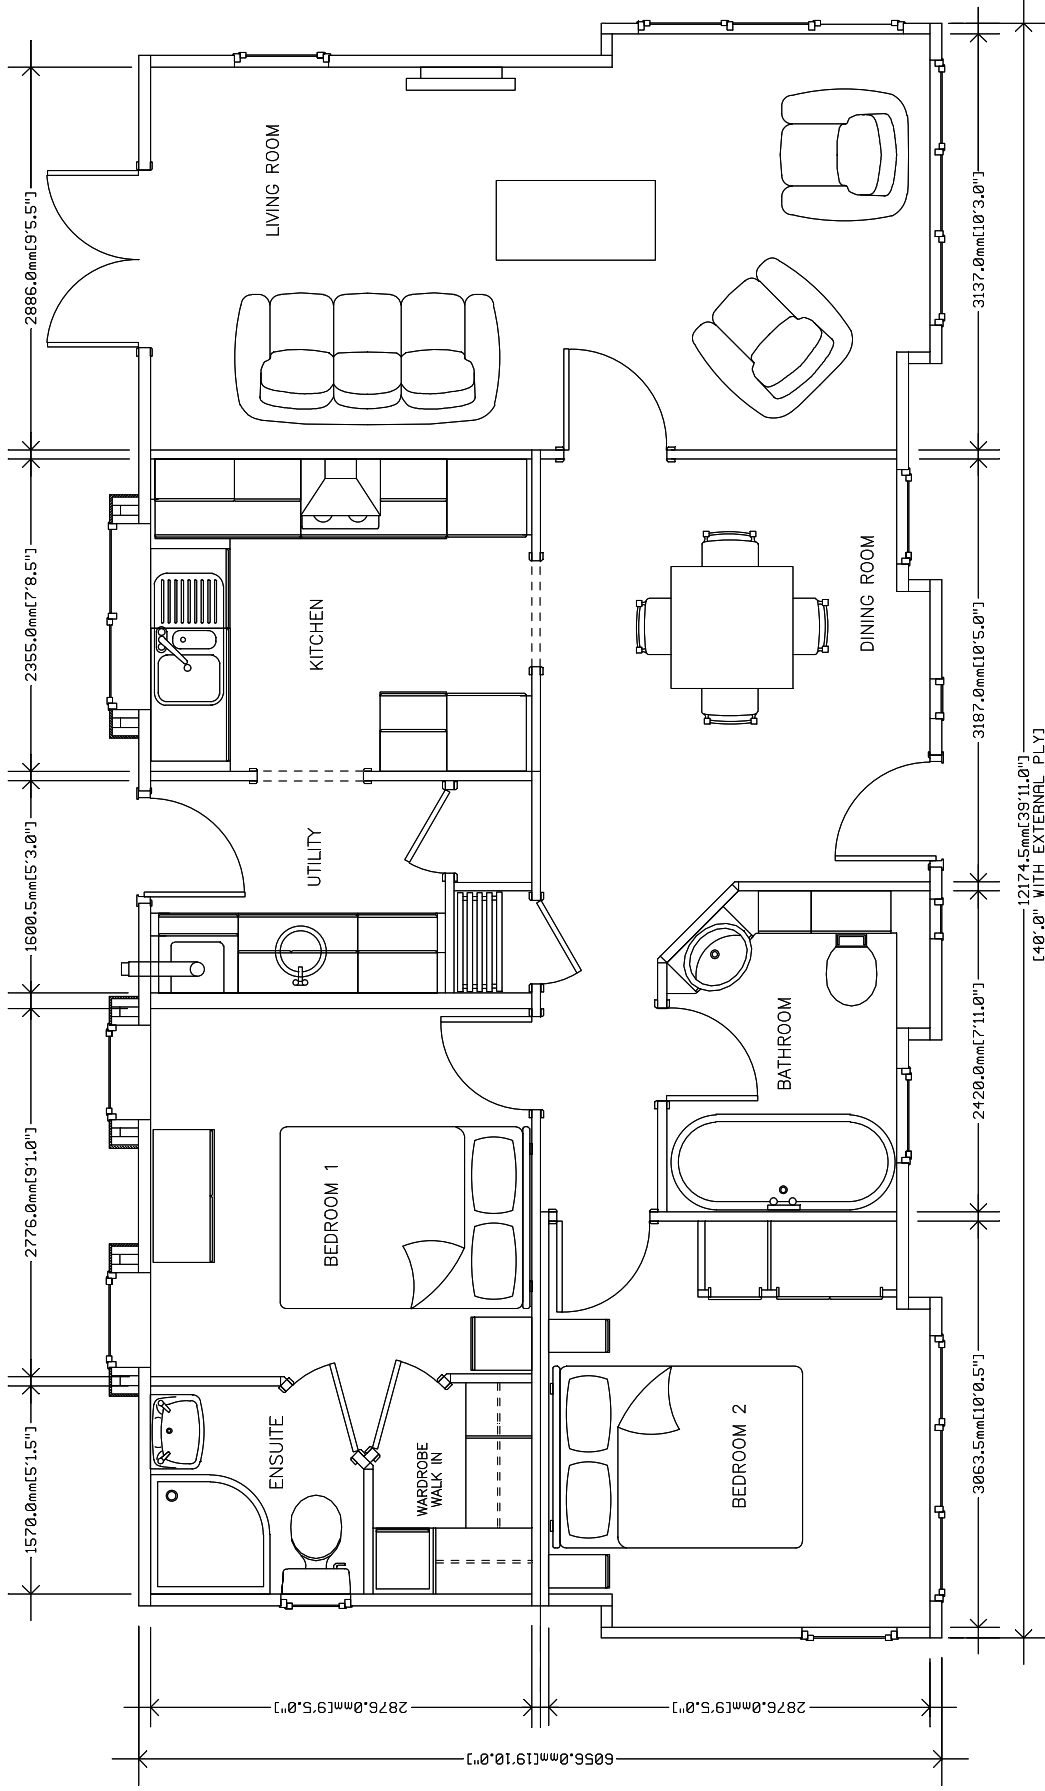 2886.0mm[9'5.5"]
2355.0mm[7'8.5"]
1600.5mm[5'3.0"]
2776.0mm[9'1.0"]
1570.0mm[5'1.5"]
LIVING ROOM
KITCHEN
UTILITY
BEDROOM 1
ENSUITE
WARDROBE
WALK IN
DINING ROOM
BATHROOM
BEDROOM 2
3137.0mm[10'3.0"]
3187.0mm[10'5.0"]
2420.0mm[7'11.0"]
3063.5mm[10'0.5"]
12174.5mm[39'11.0"]
[40'.0" WITH EXTERNAL PLY]
2876.0mm[9'5.0"]
2876.0mm[9'5.0"]
6056.0mm[19'10.0"]